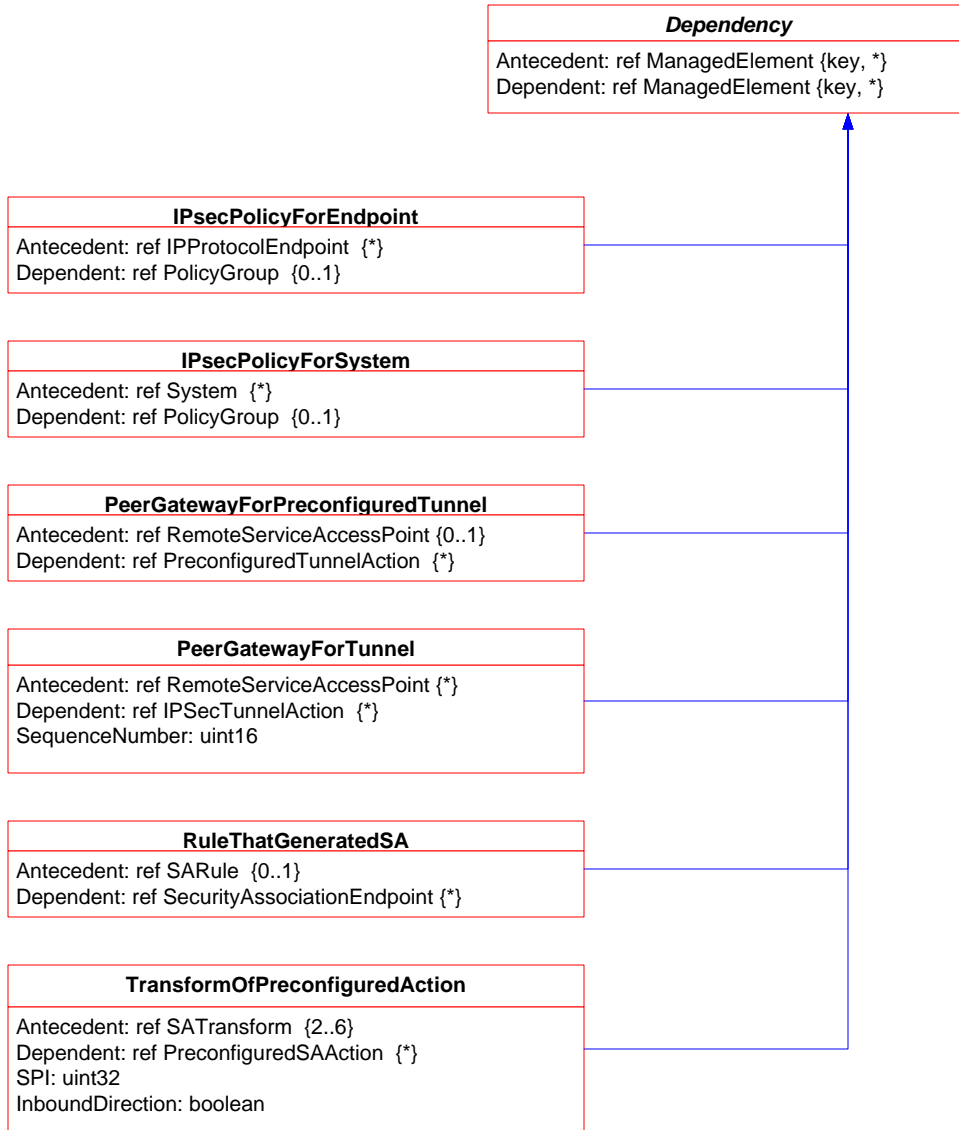 Dependency
Antecedent: ref ManagedElement {key, *}
Dependent: ref ManagedElement {key, *}
IPsecPolicyForEndpoint
Antecedent: ref IPProtocolEndpoint {*}
Dependent: ref PolicyGroup {0..1}
IPsecPolicyForSystem
Antecedent: ref System {*}
Dependent: ref PolicyGroup {0..1}
PeerGatewayForPreconfiguredTunnel
Antecedent: ref RemoteServiceAccessPoint {0..1}
Dependent: ref PreconfiguredTunnelAction {*}
PeerGatewayForTunnel
Antecedent: ref RemoteServiceAccessPoint {*}
Dependent: ref IPSecTunnelAction {*}
SequenceNumber: uint16
RuleThatGeneratedSA
Antecedent: ref SARule {0..1}
Dependent: ref SecurityAssociationEndpoint {*}
TransformOfPreconfiguredAction
Antecedent: ref SATransform {2..6}
Dependent: ref PreconfiguredSAAction {*}
SPI: uint32
InboundDirection: boolean